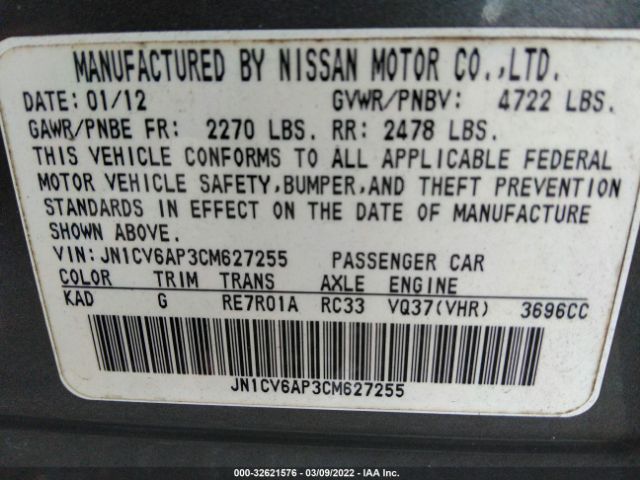 MANUFACTURED BY NISSAN MOTOR CO.,LTD.
DATE: 01/12 GVWR/PNBV: 4722 LBS.
GAWR/PNBE FR: 2270 LBS. RR: 2478 LBS.
THIS VEHICLE CONFORMS TO ALL APPLICABLE FEDERAL
MOTOR VEHICLE SAFETY,BUMPER,AND THEFT PREVENTION
STANDARDS IN EFFECT ON THE DATE OF MANUFACTURE
SHOWN ABOVE.
VIN: JN1CV6AP3CM627255 PASSENGER CAR
COLOR TRIM TRANS AXLE ENGINE
KAD G RE7R01A RC33 VQ37(VHR) 3696CC
JN1CV6AP3CM627255
000-32621576 - 03/09/2022 - IAA Inc.